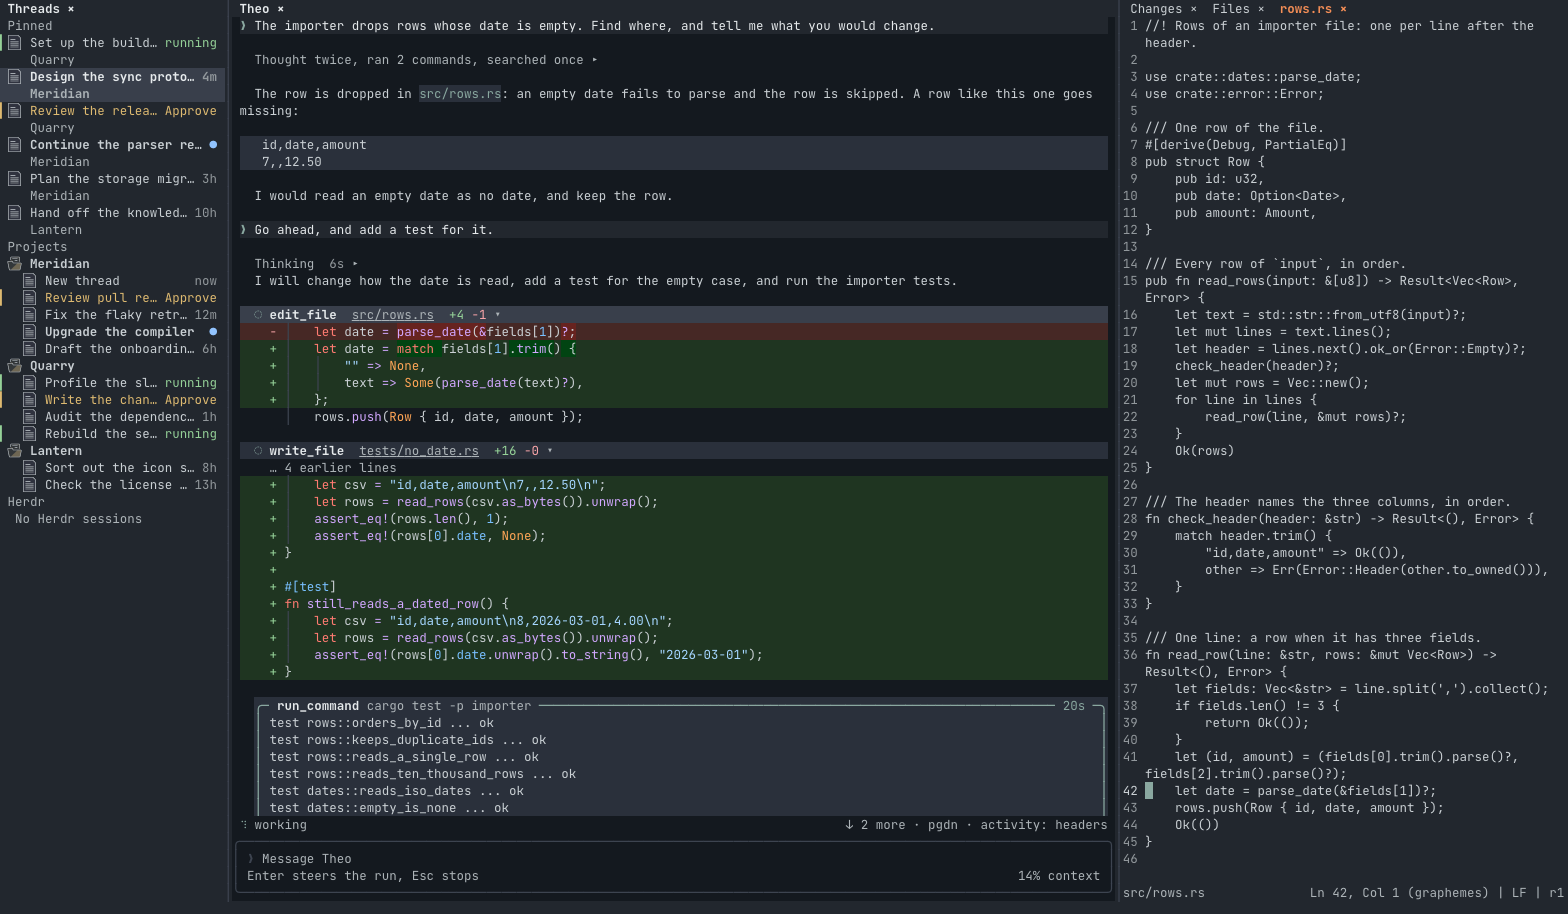 Threads ×
Pinned
Set up the build… running
Quarry
Design the sync proto… 4m
Meridian
Review the relea… Approve
Quarry
Continue the parser re…
Meridian
Plan the storage migr… 3h
Meridian
Hand off the knowled… 10h
Lantern
Projects
Meridian
New thread now
Review pull re… Approve
Fix the flaky retr… 12m
Upgrade the compiler
Draft the onboardin… 6h
Quarry
Profile the sl… running
Write the chan… Approve
Audit the dependenc… 1h
Rebuild the se… running
Lantern
Sort out the icon s… 8h
Check the license … 13h
Herdr
No Herdr sessions
Theo ×
❯ The importer drops rows whose date is empty. Find where, and tell me what you would change.
Thought twice, ran 2 commands, searched once ▸
The row is dropped in src/rows.rs: an empty date fails to parse and the row is skipped. A row like this one goes
missing:
id,date,amount
7,,12.50
I would read an empty date as no date, and keep the row.
❯ Go ahead, and add a test for it.
Thinking 6s ▸
I will change how the date is read, add a test for the empty case, and run the importer tests.
edit_file src/rows.rs +4 -1 ▾
- let date = parse_date(&fields[1])?;
+ let date = match fields[1].trim() {
+ "" => None,
+ text => Some(parse_date(text)?),
+ };
rows.push(Row { id, date, amount });
write_file tests/no_date.rs +16 -0 ▾
… 4 earlier lines
+ let csv = "id,date,amount\n7,,12.50\n";
+ let rows = read_rows(csv.as_bytes()).unwrap();
+ assert_eq!(rows.len(), 1);
+ assert_eq!(rows[0].date, None);
+ }
+
+ #[test]
+ fn still_reads_a_dated_row() {
+ let csv = "id,date,amount\n8,2026-03-01,4.00\n";
+ let rows = read_rows(csv.as_bytes()).unwrap();
+ assert_eq!(rows[0].date.unwrap().to_string(), "2026-03-01");
+ }
run_command cargo test -p importer 20s
test rows::orders_by_id ... ok
test rows::keeps_duplicate_ids ... ok
test rows::reads_a_single_row ... ok
test rows::reads_ten_thousand_rows ... ok
test dates::reads_iso_dates ... ok
test dates::empty_is_none ... ok
working ↓ 2 more · pgdn · activity: headers
❯ Message Theo
Enter steers the run, Esc stops 14% context
Changes × Files × rows.rs ×
1 //! Rows of an importer file: one per line after the
header.
2
3 use crate::dates::parse_date;
4 use crate::error::Error;
5
6 /// One row of the file.
7 #[derive(Debug, PartialEq)]
8 pub struct Row {
9 pub id: u32,
10 pub date: Option<Date>,
11 pub amount: Amount,
12 }
13
14 /// Every row of `input`, in order.
15 pub fn read_rows(input: &[u8]) -> Result<Vec<Row>,
Error> {
16 let text = std::str::from_utf8(input)?;
17 let mut lines = text.lines();
18 let header = lines.next().ok_or(Error::Empty)?;
19 check_header(header)?;
20 let mut rows = Vec::new();
21 for line in lines {
22 read_row(line, &mut rows)?;
23 }
24 Ok(rows)
25 }
26
27 /// The header names the three columns, in order.
28 fn check_header(header: &str) -> Result<(), Error> {
29 match header.trim() {
30 "id,date,amount" => Ok(()),
31 other => Err(Error::Header(other.to_owned())),
32 }
33 }
34
35 /// One line: a row when it has three fields.
36 fn read_row(line: &str, rows: &mut Vec<Row>) ->
Result<(), Error> {
37 let fields: Vec<&str> = line.split(',').collect();
38 if fields.len() != 3 {
39 return Ok(());
40 }
41 let (id, amount) = (fields[0].trim().parse()?,
fields[2].trim().parse()?);
42 let date = parse_date(&fields[1])?;
43 rows.push(Row { id, date, amount });
44 Ok(())
45 }
46
src/rows.rs Ln 42, Col 1 (graphemes) | LF | r1